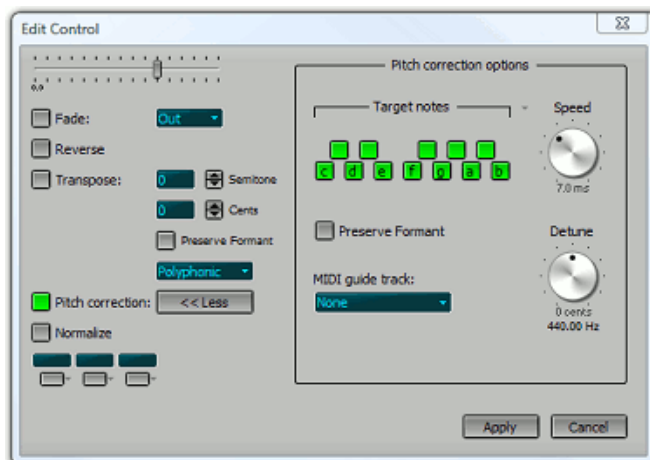 Edit Control
0.0
Fade:
Out
Reverse
Transpose:
0
Semitone
0
Cents
Preserve Formant
Polyphonic
Pitch correction:
<< Less
Normalize
Pitch correction options
Target notes
c d e f g a b
Speed
7.0 ms
Preserve Formant
Detune
0 cents
440.00 Hz
MIDI guide track:
None
Apply
Cancel